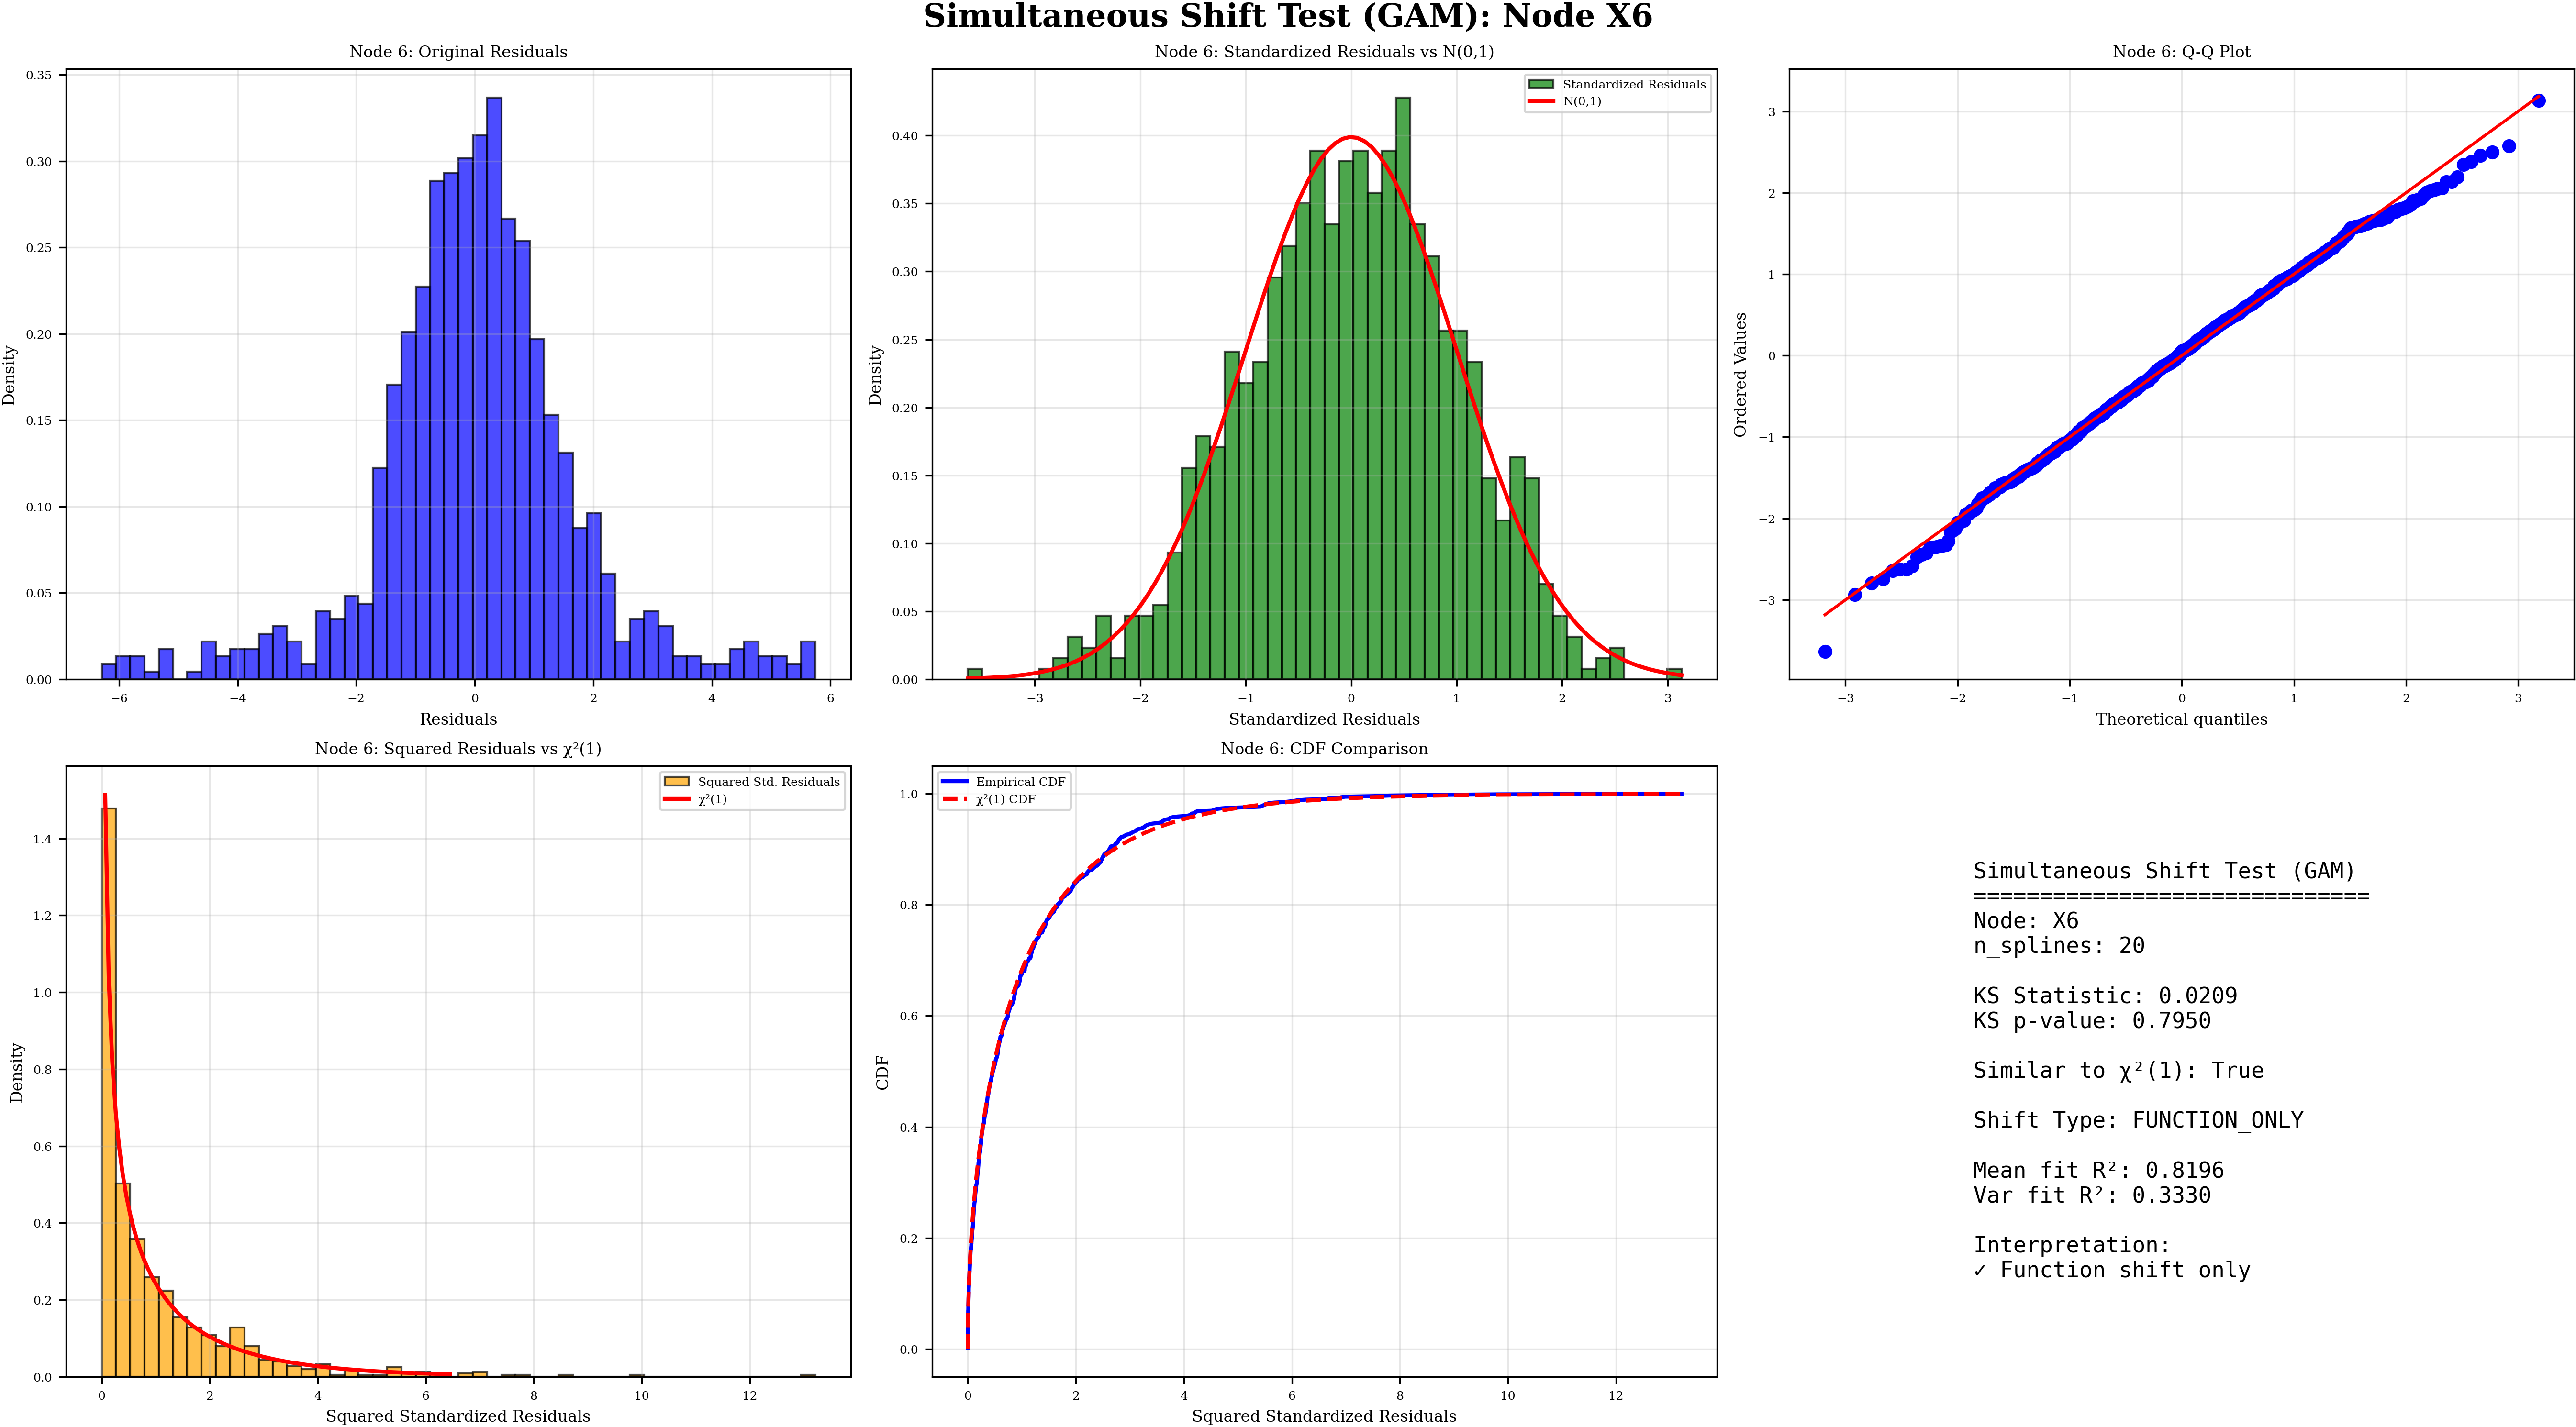 Simultaneous Shift Test (GAM): Node X6
Node 6: Original Residuals
0.35
0.30
0.25
0.20
0.15
0.10
0.05
0.00
Density
−6
−4
−2
0
2
4
6
Residuals
Node 6: Standardized Residuals vs N(0,1)
Standardized Residuals
N(0,1)
0.40
0.35
0.30
0.25
0.20
0.15
0.10
0.05
0.00
Density
−3
−2
−1
0
1
2
3
Standardized Residuals
Node 6: Q-Q Plot
3
2
1
0
−1
−2
−3
Ordered Values
−3
−2
−1
0
1
2
3
Theoretical quantiles
Node 6: Squared Residuals vs χ²(1)
Squared Std. Residuals
χ²(1)
1.4
1.2
1.0
0.8
0.6
0.4
0.2
0.0
Density
0
2
4
6
8
10
12
Squared Standardized Residuals
Node 6: CDF Comparison
Empirical CDF
χ²(1) CDF
1.0
0.8
0.6
0.4
0.2
0.0
CDF
0
2
4
6
8
10
12
Squared Standardized Residuals
Simultaneous Shift Test (GAM)
==============================
Node: X6
n_splines: 20
KS Statistic: 0.0209
KS p-value: 0.7950
Similar to χ²(1): True
Shift Type: FUNCTION_ONLY
Mean fit R²: 0.8196
Var fit R²: 0.3330
Interpretation:
✓ Function shift only